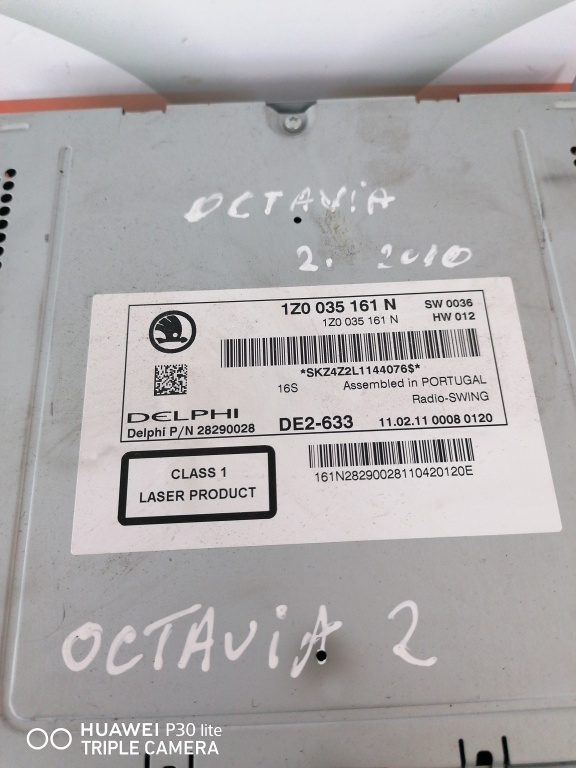 OCTAViA
2. 2010
1Z0 035 161 N SW 0036
1Z0 035 161 N HW 012
*SKZ4Z2L1144076$*
16S Assembled in PORTUGAL
Radio-SWING
DELPHI
Delphi P/N 28290028 DE2-633 11.02.11 0008 0120
CLASS 1
LASER PRODUCT
161N28290028110420120E
OCTAViA 2
HUAWEI P30 lite
TRIPLE CAMERA